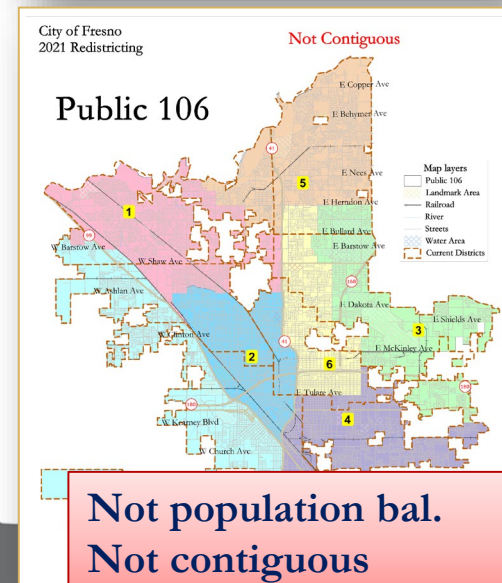 City of Fresno
2021 Redistricting
Not Contiguous
Public 106
E Copper Ave
E Behymer Ave
41
E Nees Ave
5
Map layers
Public 106
Landmark Area
Railroad
River
Streets
Water Area
Current Districts
E Herndon Ave
1
99
E Bullard Ave
W Barstow Ave
E Barstow Ave
W Shaw Ave
168
W Ashlan Ave
E Dakota Ave
E Shields Ave
3
W Clinton Ave
41
E McKinley Ave
2
6
180
E Tulare Ave
180
4
W Kearney Blvd
W Church Ave
Not population bal.
Not contiguous